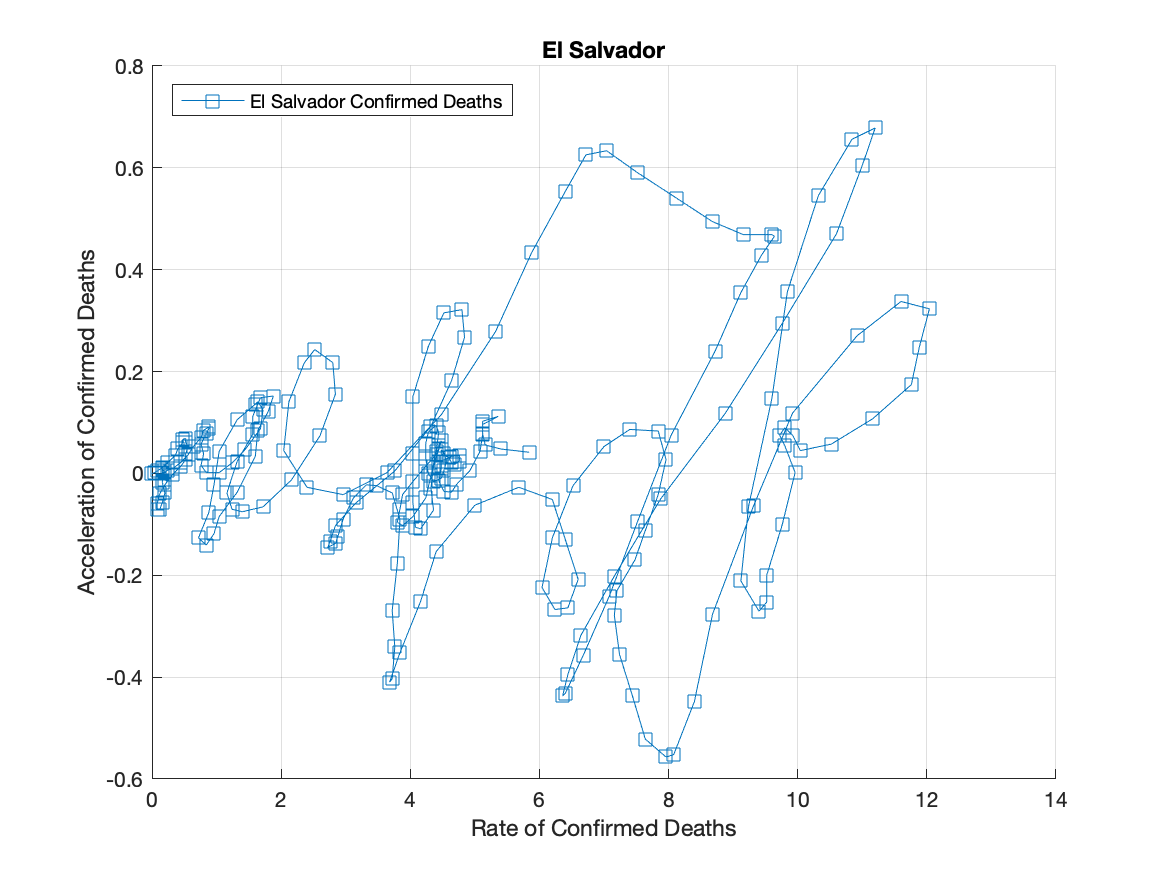 El Salvador
El Salvador Confirmed Deaths
0.8
0.6
0.4
0.2
0
-0.2
-0.4
-0.6
Acceleration of Confirmed Deaths
0 2 4 6 8 10 12 14
Rate of Confirmed Deaths